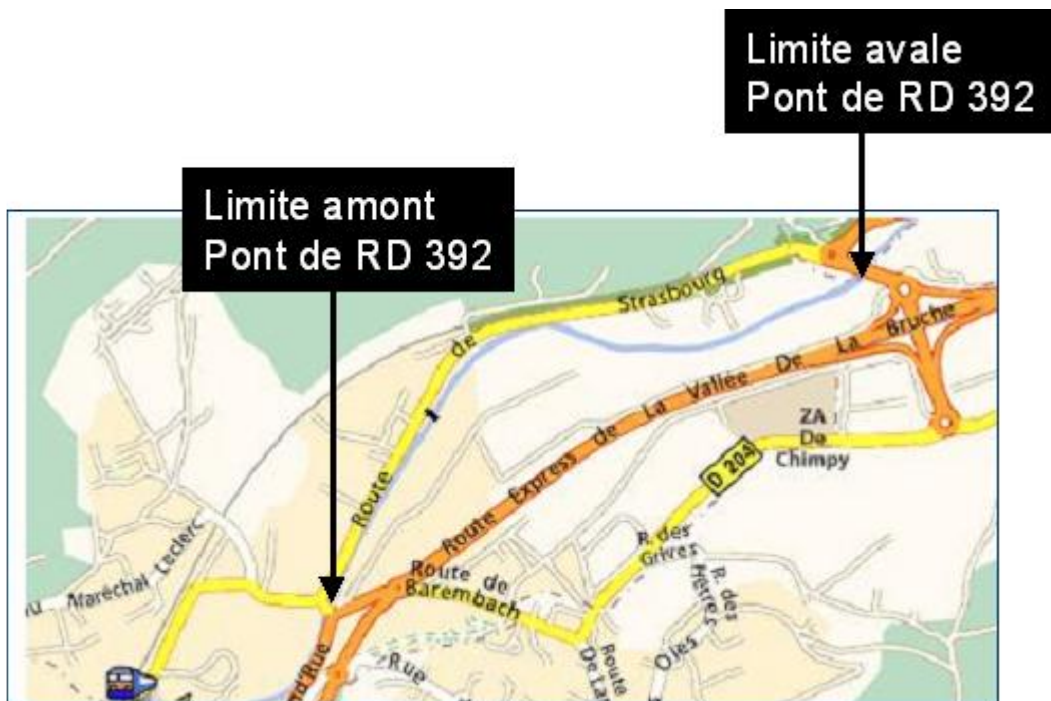 Limite avale
Pont de RD 392
Limite amont
Pont de RD 392
Route de Strasbourg
Route Express de La Vallée De La Bruche
ZA
De
Chimpy
D 204
R. des
Grives
R. des
Hêtres
Maréchal Leclerc
Route de
Barembach
Rue
Oies
Route